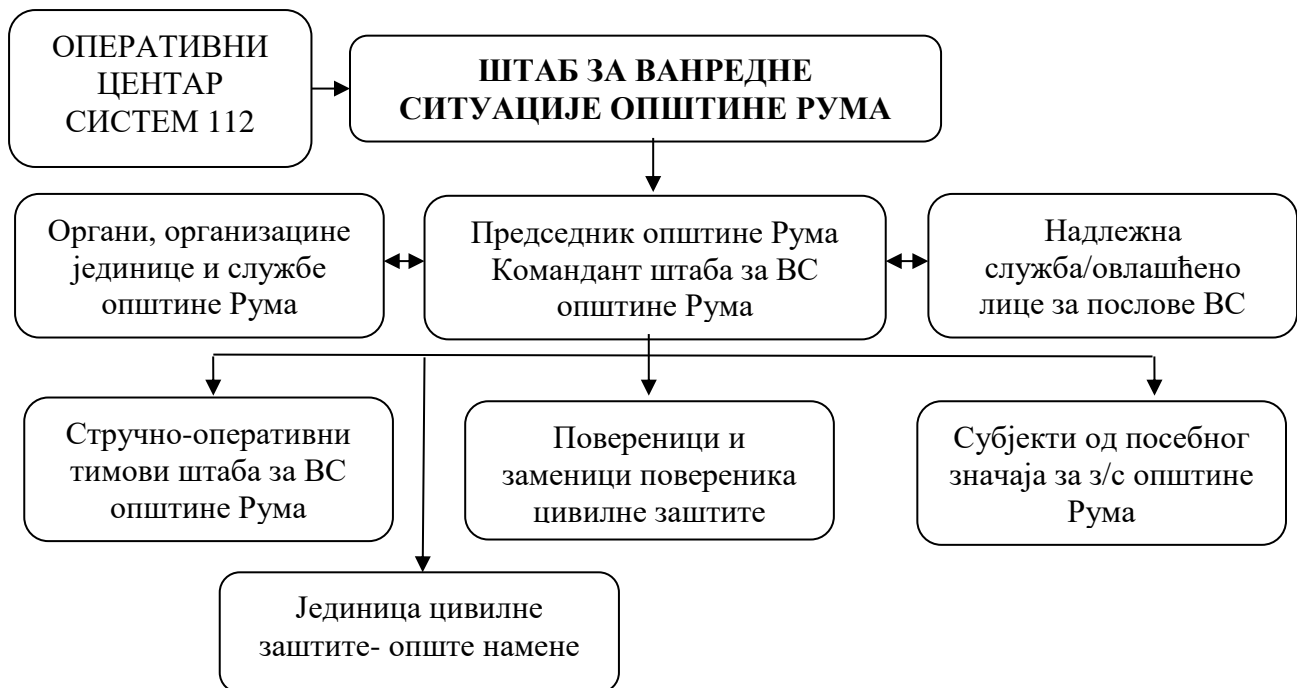 ОПЕРАТИВНИ
ЦЕНТАР
СИСТЕМ 112
ШТАБ ЗА ВАНРЕДНЕ
СИТУАЦИЈЕ ОПШТИНЕ РУМА
Органи, организацине
јединице и службе
општине Рума
Председник општине Рума
Командант штаба за ВС
општине Рума
Надлежна
служба/овлашћено
лице за послове ВС
Стручно-оперативни
тимови штаба за ВС
општине Рума
Повереници и
заменици повереника
цивилне заштите
Субјекти од посебног
значаја за з/с општине
Рума
Јединица цивилне
заштите- опште намене